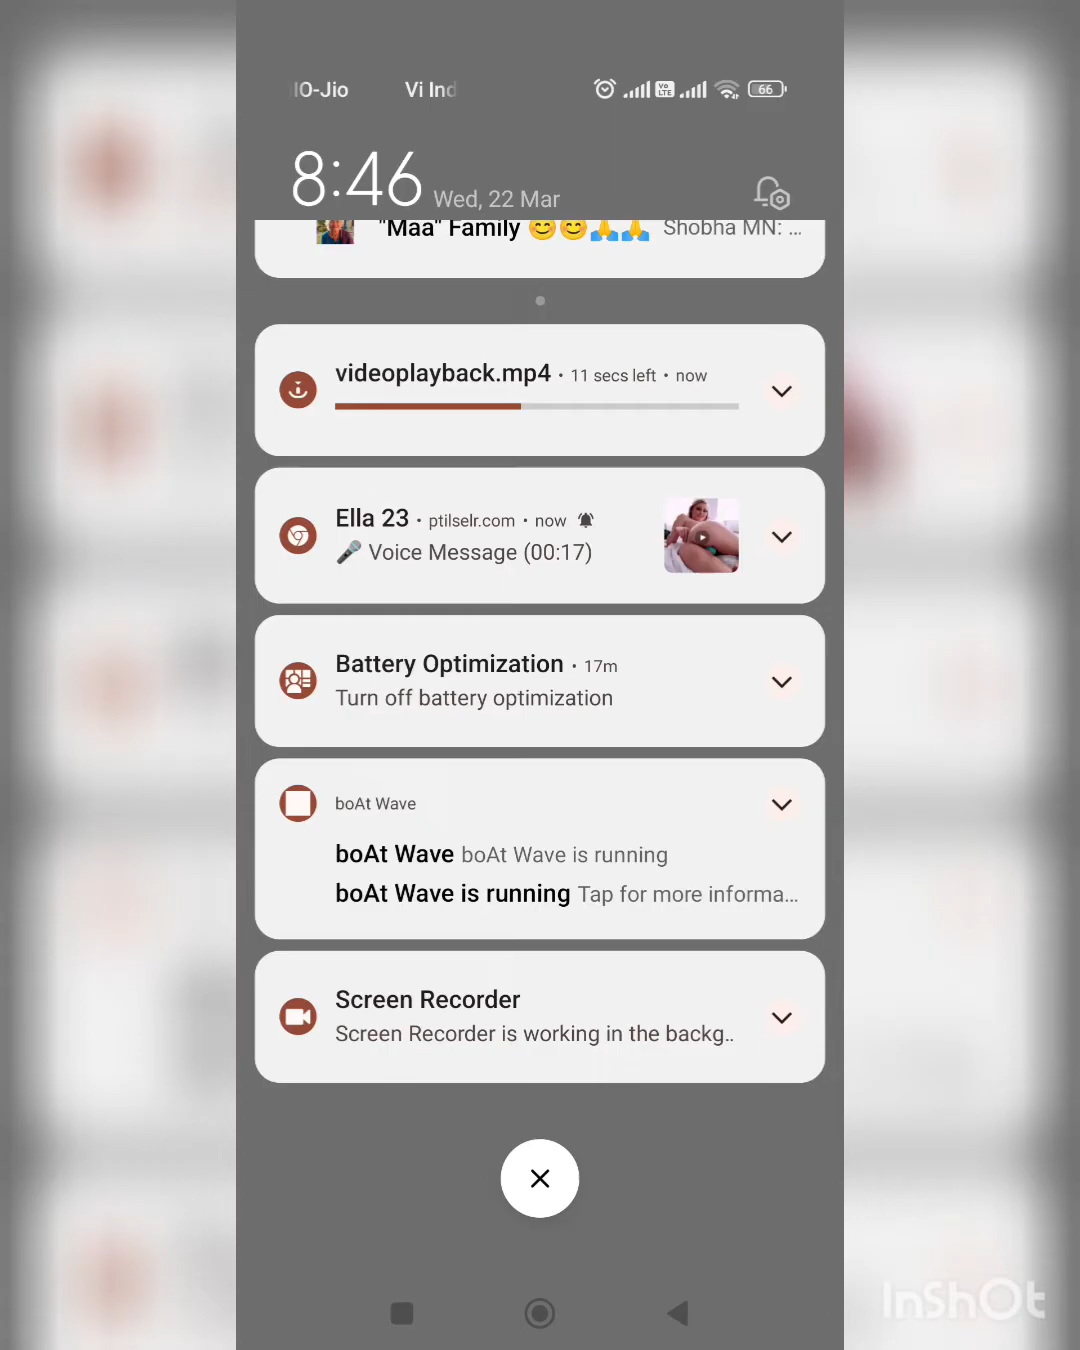 IO-Jio Vi Ind Vo LTE 66
8:46 Wed, 22 Mar
"Maa" Family 😊😊🙏🙏 Shobha MN: ...
videoplayback.mp4 · 11 secs left · now
Ella 23 · ptilselr.com · now
🎤 Voice Message (00:17)
Battery Optimization · 17m
Turn off battery optimization
boAt Wave
boAt Wave boAt Wave is running
boAt Wave is running Tap for more informa...
Screen Recorder
Screen Recorder is working in the backg..
InShOt